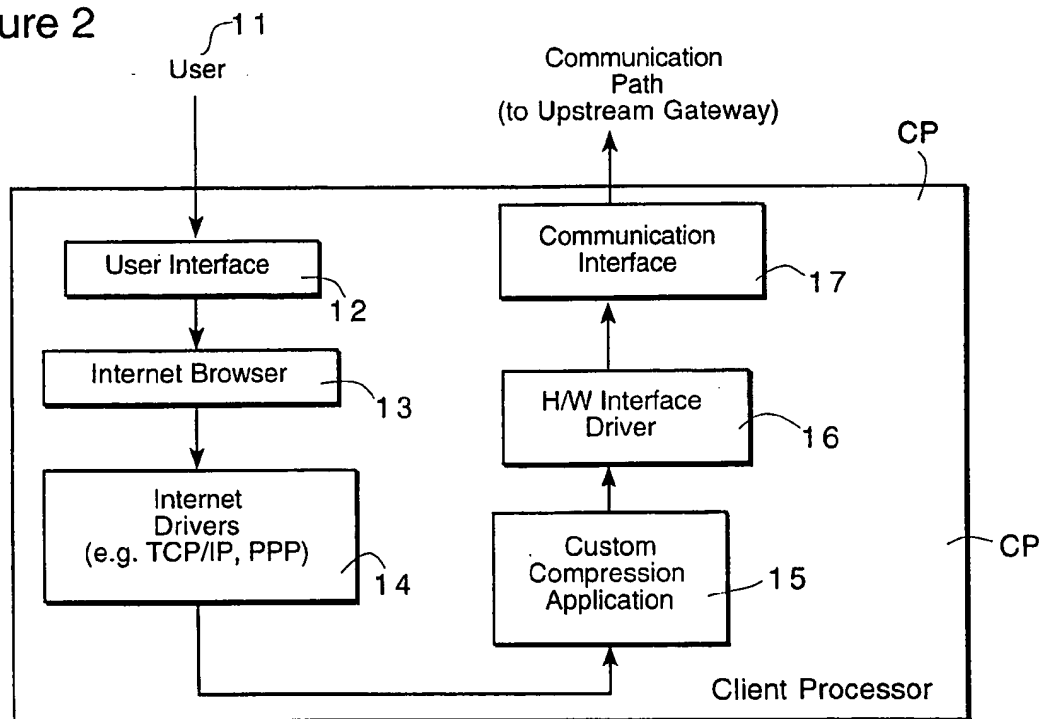 ure 2
11
User
Communication
Path
(to Upstream Gateway)
CP
User Interface
12
Internet Browser
13
Internet
Drivers
(e.g. TCP/IP, PPP)
14
Communication
Interface
17
H/W Interface
Driver
16
Custom
Compression
Application
15
CP
Client Processor